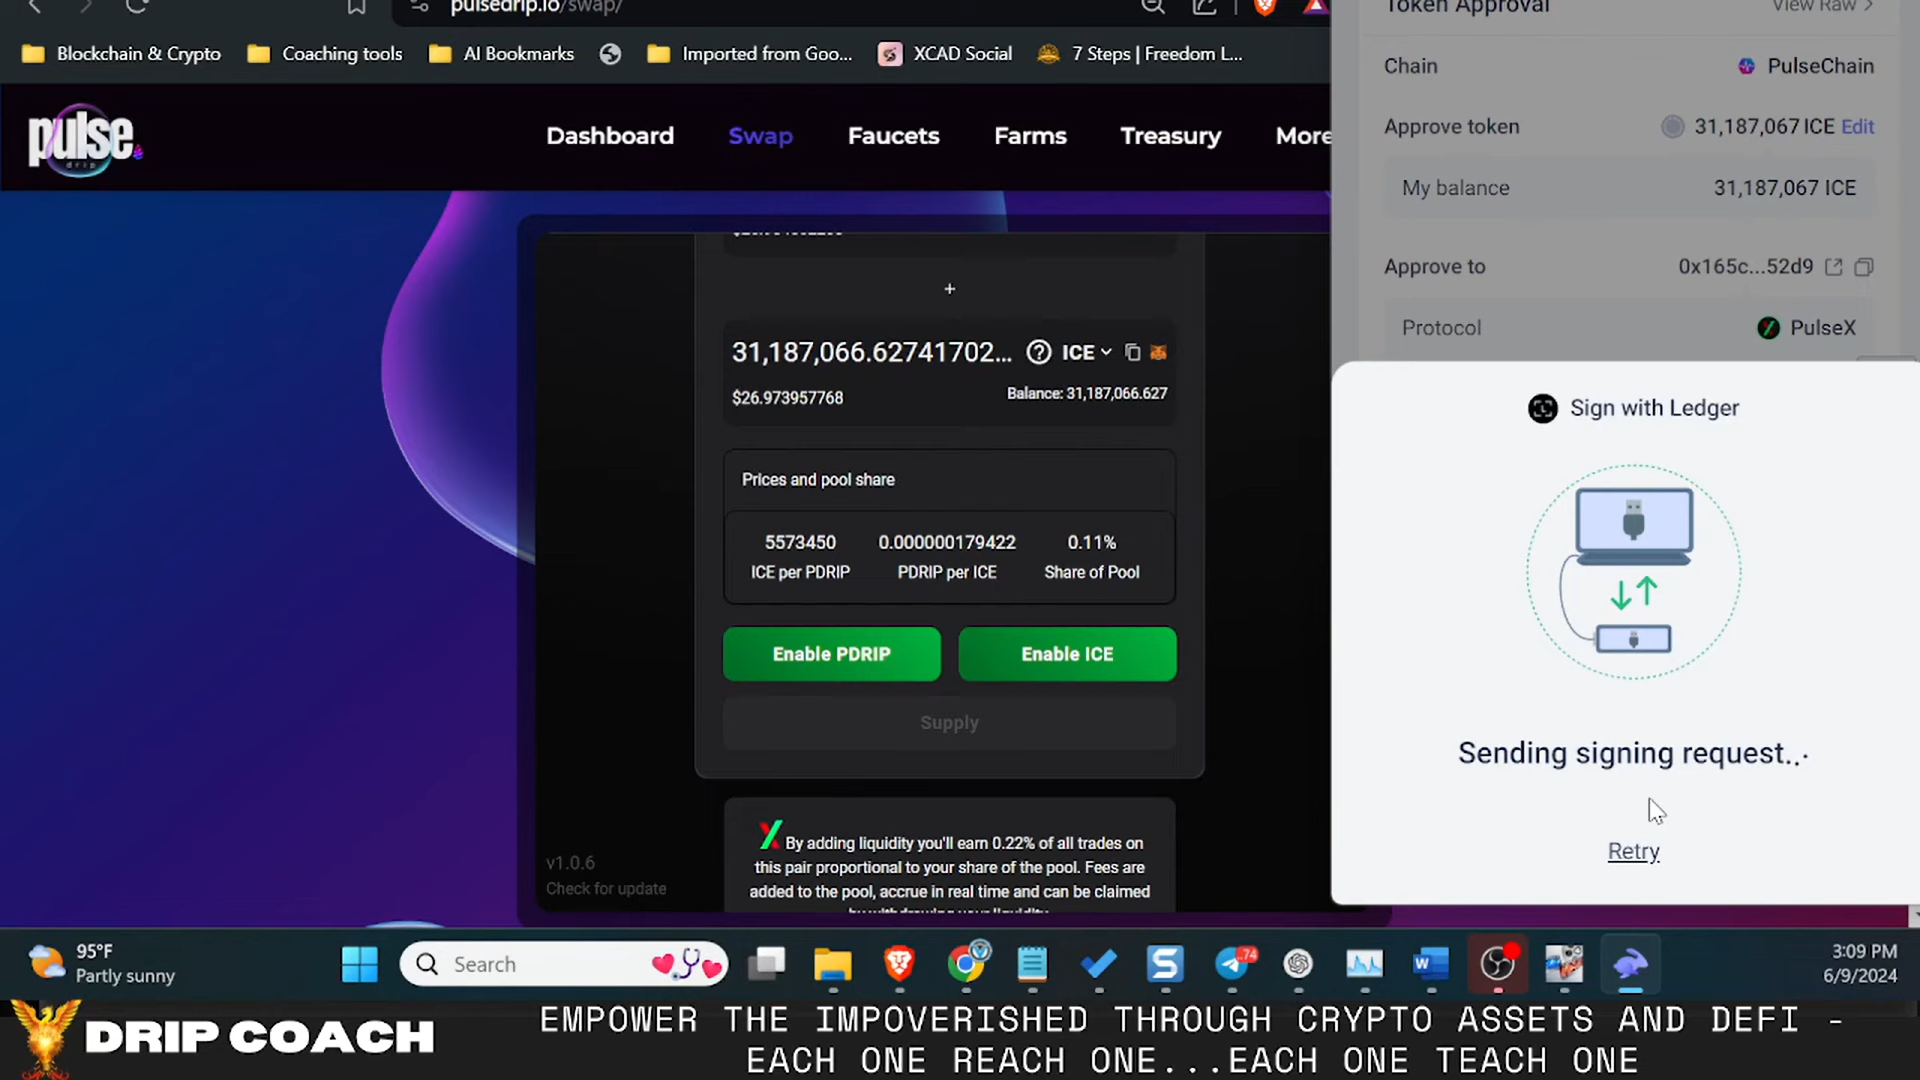 pulsedrip.io/swap/
Blockchain & Crypto
Coaching tools
AI Bookmarks
Imported from Goo...
XCAD Social
7 Steps | Freedom L...
pulse.
drip
Dashboard
Swap
Faucets
Farms
Treasury
More
+
31,187,066.62741702...
ICE
$26.973957768
Balance: 31,187,066.627
Prices and pool share
5573450
0.000000179422
0.11%
ICE per PDRIP
PDRIP per ICE
Share of Pool
Enable PDRIP
Enable ICE
Supply
By adding liquidity you'll earn 0.22% of all trades on
this pair proportional to your share of the pool. Fees are
added to the pool, accrue in real time and can be claimed
by withdrawing your liquidity.
v1.0.6
Check for update
Token Approval
View Raw >
Chain
PulseChain
Approve token
31,187,067 ICE Edit
My balance
31,187,067 ICE
Approve to
0x165c...52d9
Protocol
PulseX
Sign with Ledger
Sending signing request...
Retry
95°F
Partly sunny
Search
74
3:09 PM
6/9/2024
DRIP COACH
EMPOWER THE IMPOVERISHED THROUGH CRYPTO ASSETS AND DEFI -
EACH ONE REACH ONE...EACH ONE TEACH ONE